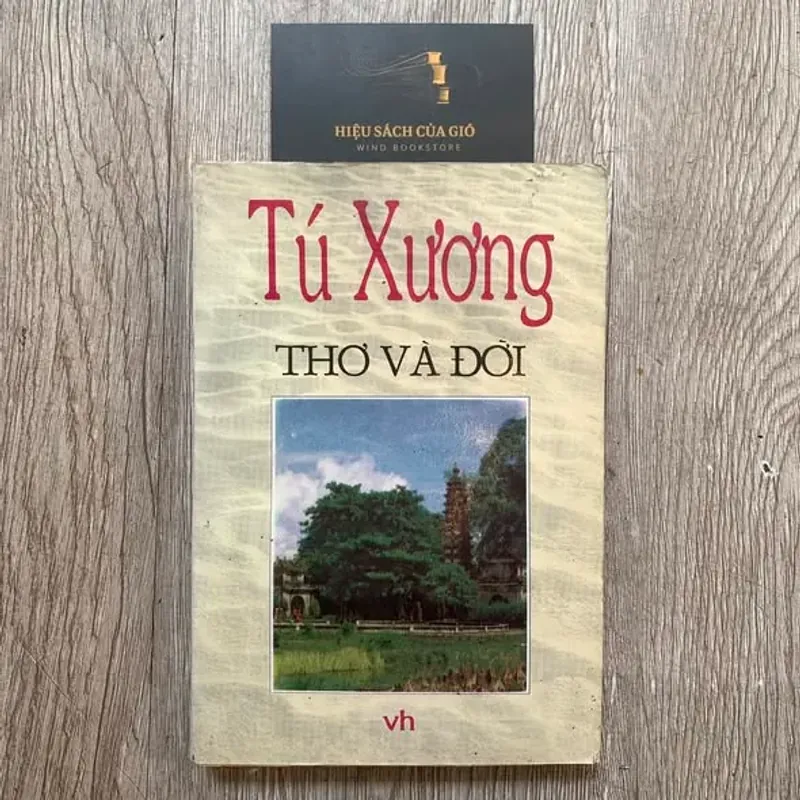 HIỆU SÁCH CỦA GIÓ
WIND BOOKSTORE
Tú Xương
THƠ VÀ ĐỜI
vh